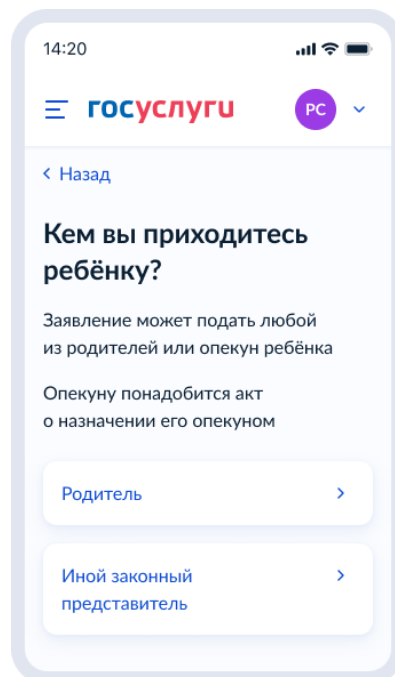 14:20
госуслуги
РС
Назад
Кем вы приходитесь
ребёнку?
Заявление может подать любой
из родителей или опекун ребёнка
Опекуну понадобится акт
о назначении его опекуном
Родитель
Иной законный
представитель